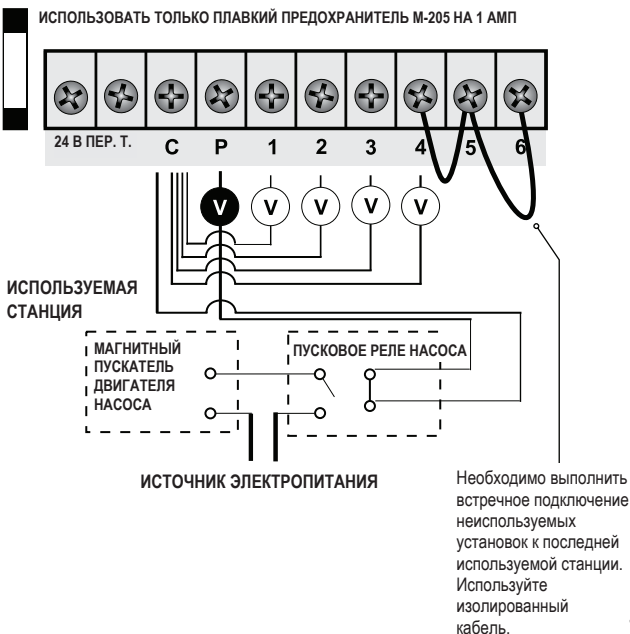 ИСПОЛЬЗОВАТЬ ТОЛЬКО ПЛАВКИЙ ПРЕДОХРАНИТЕЛЬ М-205 НА 1 АМП
24 В ПЕР. Т. C P 1 2 3 4 5 6
V V V V V
ИСПОЛЬЗУЕМАЯ
СТАНЦИЯ
МАГНИТНЫЙ
ПУСКАТЕЛЬ
ДВИГАТЕЛЯ
НАСОСА
ПУСКОВОЕ РЕЛЕ НАСОСА
ИСТОЧНИК ЭЛЕКТРОПИТАНИЯ
Необходимо выполнить
встречное подключение
неиспользуемых
установок к последней
используемой станции.
Используйте
изолированный
кабель.